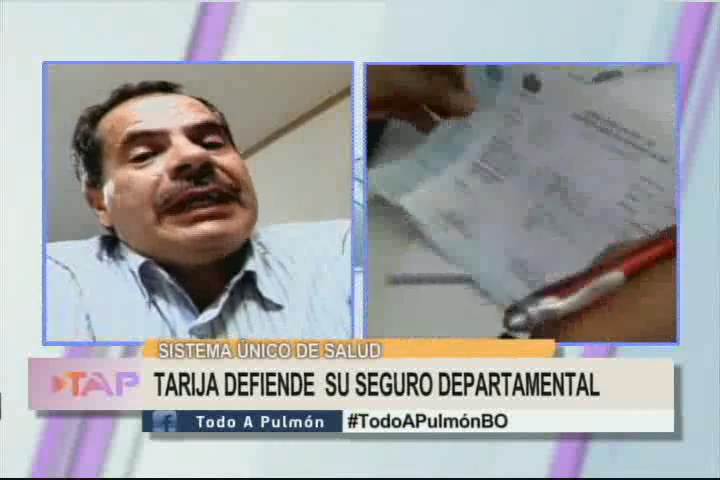 SISTEMA ÚNICO DE SALUD
TAP
TARIJA DEFIENDE SU SEGURO DEPARTAMENTAL
Todo A Pulmón
#TodoAPulmónBO